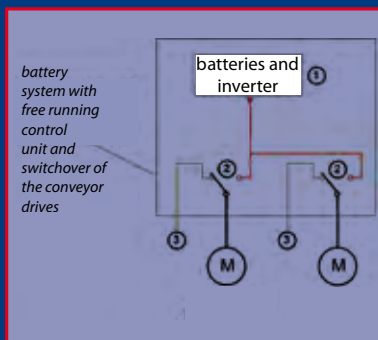 batteries and
inverter
①
battery
system with
free running
control
unit and
switchover of
the conveyor
drives
② ②
③ ③
M M